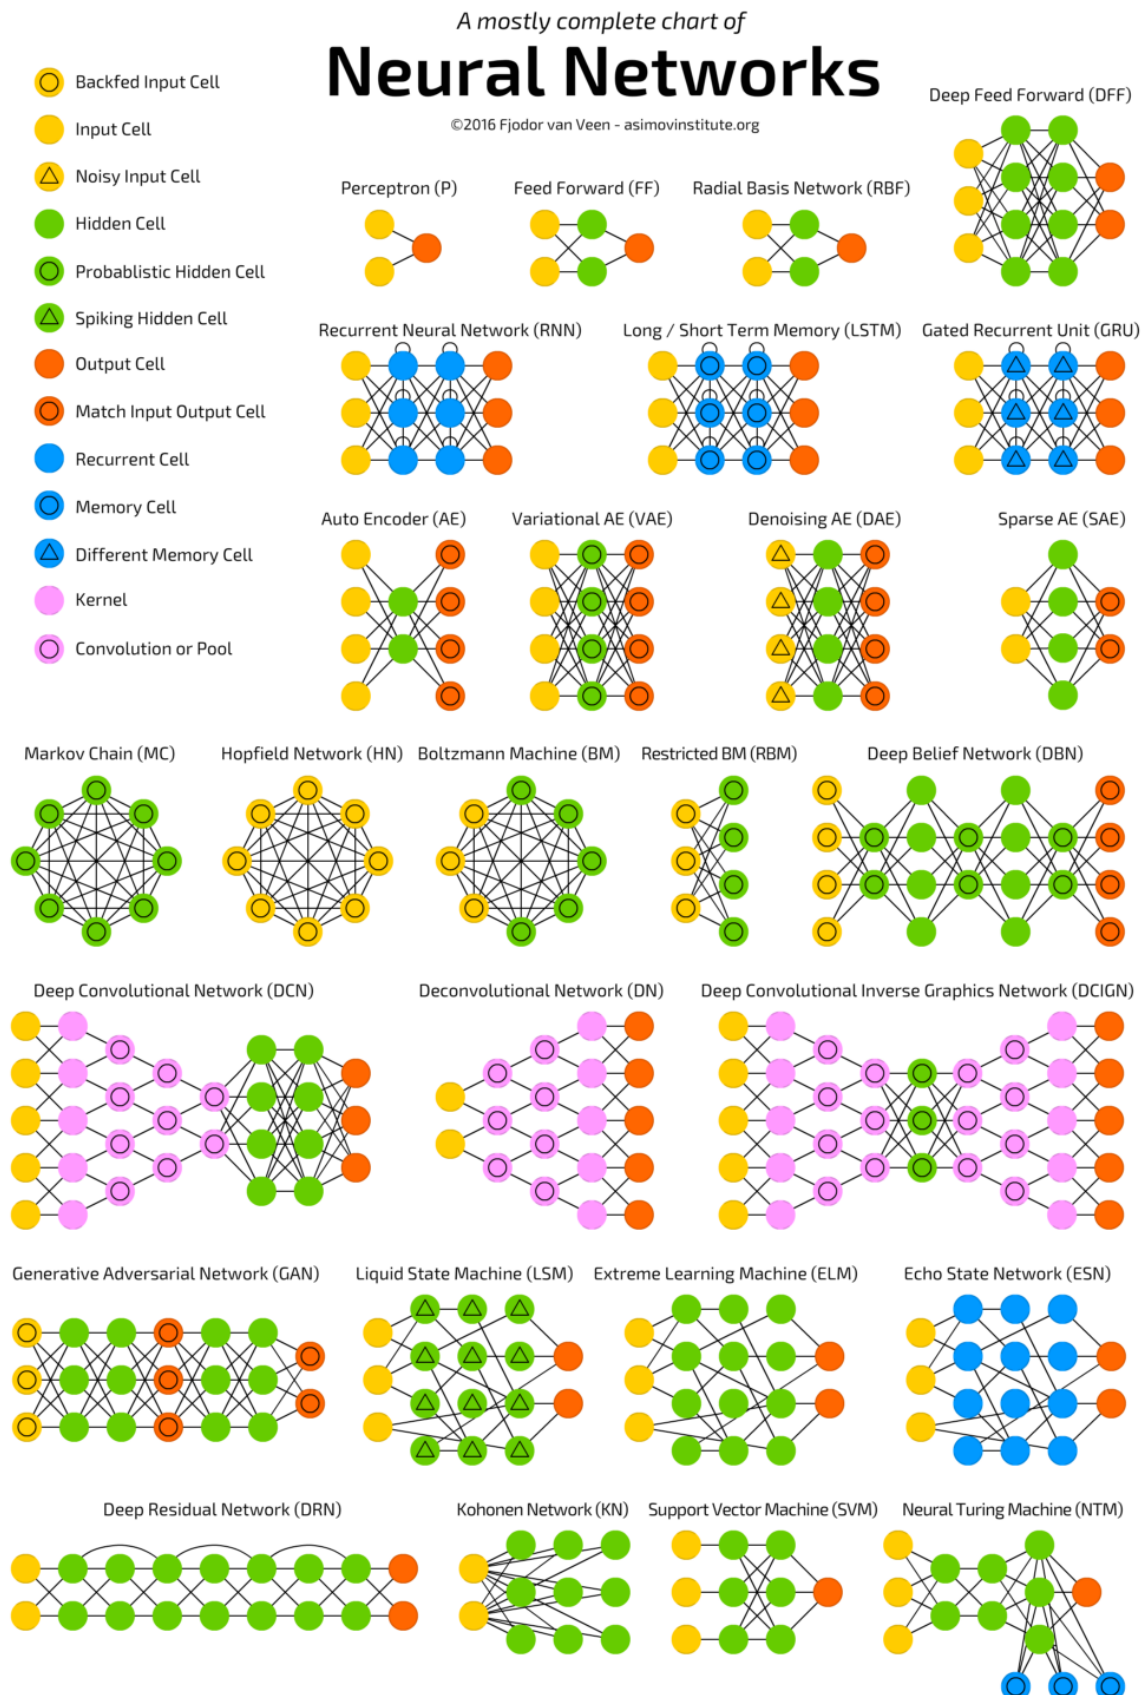 A mostly complete chart of
Neural Networks
©2016 Fjodor van Veen - asimovinstitute.org
Backfed Input Cell
Input Cell
Noisy Input Cell
Hidden Cell
Probablistic Hidden Cell
Spiking Hidden Cell
Output Cell
Match Input Output Cell
Recurrent Cell
Memory Cell
Different Memory Cell
Kernel
Convolution or Pool
Deep Feed Forward (DFF)
Perceptron (P)
Feed Forward (FF)
Radial Basis Network (RBF)
Recurrent Neural Network (RNN)
Long / Short Term Memory (LSTM)
Gated Recurrent Unit (GRU)
Auto Encoder (AE)
Variational AE (VAE)
Denoising AE (DAE)
Sparse AE (SAE)
Markov Chain (MC)
Hopfield Network (HN)
Boltzmann Machine (BM)
Restricted BM (RBM)
Deep Belief Network (DBN)
Deep Convolutional Network (DCN)
Deconvolutional Network (DN)
Deep Convolutional Inverse Graphics Network (DCIGN)
Generative Adversarial Network (GAN)
Liquid State Machine (LSM)
Extreme Learning Machine (ELM)
Echo State Network (ESN)
Deep Residual Network (DRN)
Kohonen Network (KN)
Support Vector Machine (SVM)
Neural Turing Machine (NTM)